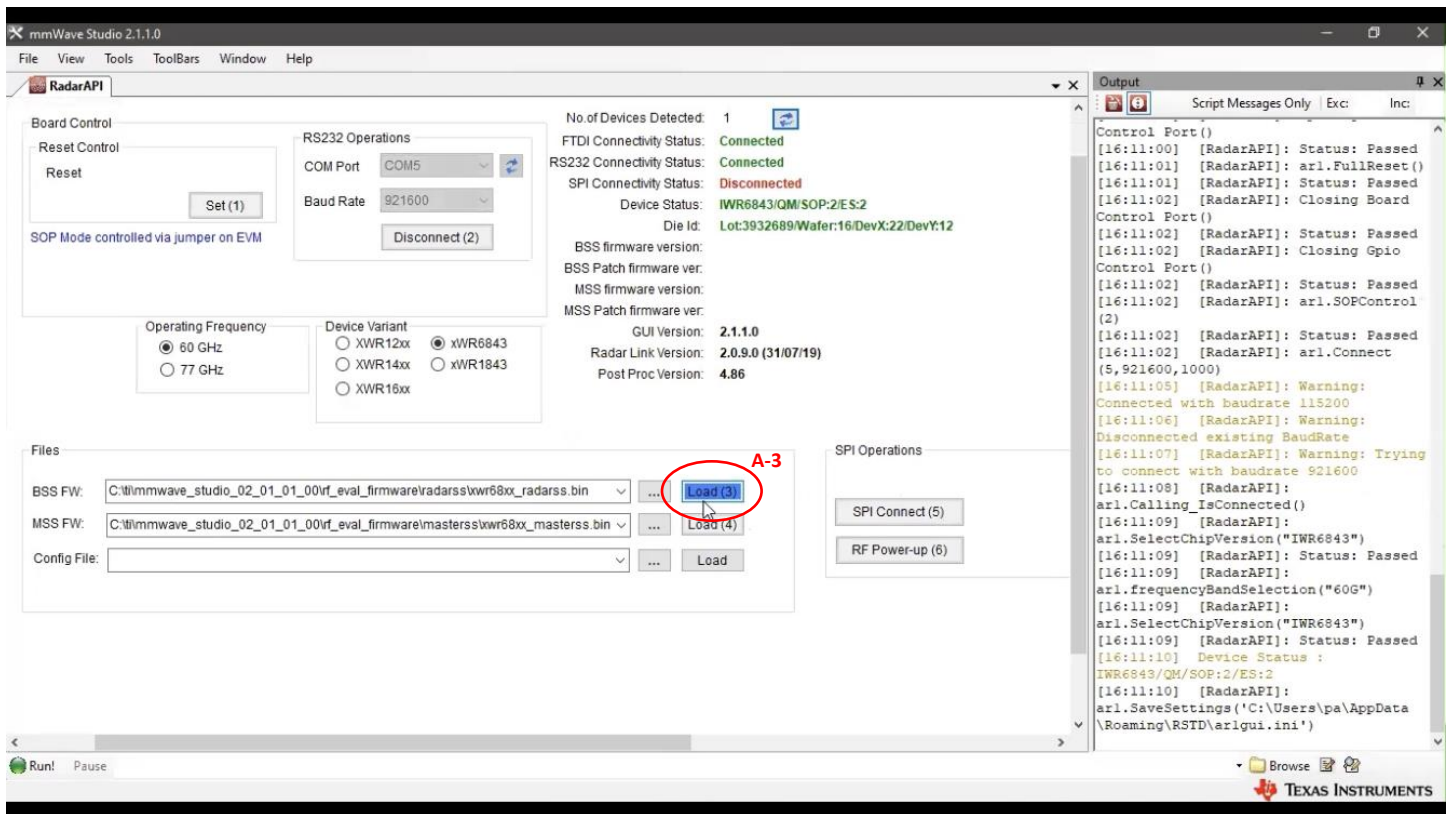 mmWave Studio 2.1.1.0
File View Tools ToolBars Window Help
RadarAPI
Board Control
Reset Control
Reset
Set (1)
SOP Mode controlled via jumper on EVM
RS232 Operations
COM Port COM5
Baud Rate 921600
Disconnect (2)
Operating Frequency
60 GHz
77 GHz
Device Variant
XWR12xx xWR6843
XWR14xx xWR1843
XWR16xx
No.of Devices Detected: 1
FTDI Connectivity Status: Connected
RS232 Connectivity Status: Connected
SPI Connectivity Status: Disconnected
Device Status: IWR6843/QM/SOP:2/ES:2
Die Id: Lot:3932689/Wafer:16/DevX:22/DevY:12
BSS firmware version:
BSS Patch firmware ver:
MSS firmware version:
MSS Patch firmware ver:
GUI Version: 2.1.1.0
Radar Link Version: 2.0.9.0 (31/07/19)
Post Proc Version: 4.86
Files
A-3
BSS FW: C:\ti\mmwave_studio_02_01_01_00\rf_eval_firmware\radarss\xwr68xx_radarss.bin ... Load (3)
MSS FW: C:\ti\mmwave_studio_02_01_01_00\rf_eval_firmware\masterss\xwr68xx_masterss.bin ... Load (4)
Config File: ... Load
SPI Operations
SPI Connect (5)
RF Power-up (6)
Output
Script Messages Only Exc: Inc:
Control Port()
[16:11:00] [RadarAPI]: Status: Passed
[16:11:01] [RadarAPI]: ar1.FullReset()
[16:11:01] [RadarAPI]: Status: Passed
[16:11:02] [RadarAPI]: Closing Board
Control Port()
[16:11:02] [RadarAPI]: Status: Passed
[16:11:02] [RadarAPI]: Closing Gpio
Control Port()
[16:11:02] [RadarAPI]: Status: Passed
[16:11:02] [RadarAPI]: ar1.SOPControl
(2)
[16:11:02] [RadarAPI]: Status: Passed
[16:11:02] [RadarAPI]: ar1.Connect
(5,921600,1000)
[16:11:05] [RadarAPI]: Warning:
Connected with baudrate 115200
[16:11:06] [RadarAPI]: Warning:
Disconnected existing BaudRate
[16:11:07] [RadarAPI]: Warning: Trying
to connect with baudrate 921600
[16:11:08] [RadarAPI]:
ar1.Calling_IsConnected()
[16:11:09] [RadarAPI]:
ar1.SelectChipVersion("IWR6843")
[16:11:09] [RadarAPI]: Status: Passed
[16:11:09] [RadarAPI]:
ar1.frequencyBandSelection("60G")
[16:11:09] [RadarAPI]:
ar1.SelectChipVersion("IWR6843")
[16:11:09] [RadarAPI]: Status: Passed
[16:11:10] Device Status :
IWR6843/QM/SOP:2/ES:2
[16:11:10] [RadarAPI]:
ar1.SaveSettings('C:\Users\pa\AppData
\Roaming\RSTD\ar1gui.ini')
Run! Pause
Browse
TEXAS INSTRUMENTS